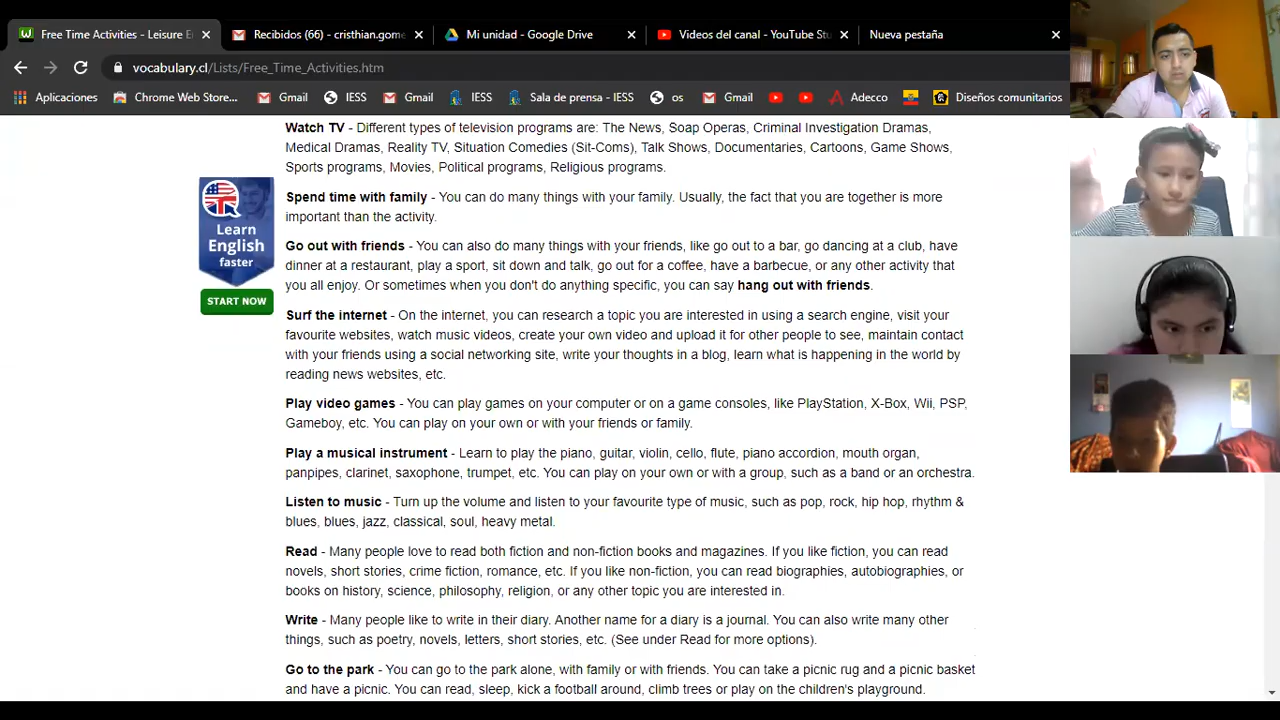 Free Time Activities - Leisure E
Recibidos (66) - cristhian.gome
Mi unidad - Google Drive
Videos del canal - YouTube Stu
Nueva pestaña
vocabulary.cl/Lists/Free_Time_Activities.htm
Aplicaciones
Chrome Web Store...
Gmail
IESS
Gmail
IESS
Sala de prensa - IESS
os
Gmail
Adecco
Diseños comunitarios
Watch TV - Different types of television programs are: The News, Soap Operas, Criminal Investigation Dramas,
Medical Dramas, Reality TV, Situation Comedies (Sit-Coms), Talk Shows, Documentaries, Cartoons, Game Shows,
Sports programs, Movies, Political programs, Religious programs.
Learn
English
faster
START NOW
Spend time with family - You can do many things with your family. Usually, the fact that you are together is more
important than the activity.
Go out with friends - You can also do many things with your friends, like go out to a bar, go dancing at a club, have
dinner at a restaurant, play a sport, sit down and talk, go out for a coffee, have a barbecue, or any other activity that
you all enjoy. Or sometimes when you don't do anything specific, you can say hang out with friends.
Surf the internet - On the internet, you can research a topic you are interested in using a search engine, visit your
favourite websites, watch music videos, create your own video and upload it for other people to see, maintain contact
with your friends using a social networking site, write your thoughts in a blog, learn what is happening in the world by
reading news websites, etc.
Play video games - You can play games on your computer or on a game consoles, like PlayStation, X-Box, Wii, PSP,
Gameboy, etc. You can play on your own or with your friends or family.
Play a musical instrument - Learn to play the piano, guitar, violin, cello, flute, piano accordion, mouth organ,
panpipes, clarinet, saxophone, trumpet, etc. You can play on your own or with a group, such as a band or an orchestra.
Listen to music - Turn up the volume and listen to your favourite type of music, such as pop, rock, hip hop, rhythm &
blues, blues, jazz, classical, soul, heavy metal.
Read - Many people love to read both fiction and non-fiction books and magazines. If you like fiction, you can read
novels, short stories, crime fiction, romance, etc. If you like non-fiction, you can read biographies, autobiographies, or
books on history, science, philosophy, religion, or any other topic you are interested in.
Write - Many people like to write in their diary. Another name for a diary is a journal. You can also write many other
things, such as poetry, novels, letters, short stories, etc. (See under Read for more options).
Go to the park - You can go to the park alone, with family or with friends. You can take a picnic rug and a picnic basket
and have a picnic. You can read, sleep, kick a football around, climb trees or play on the children's playground.